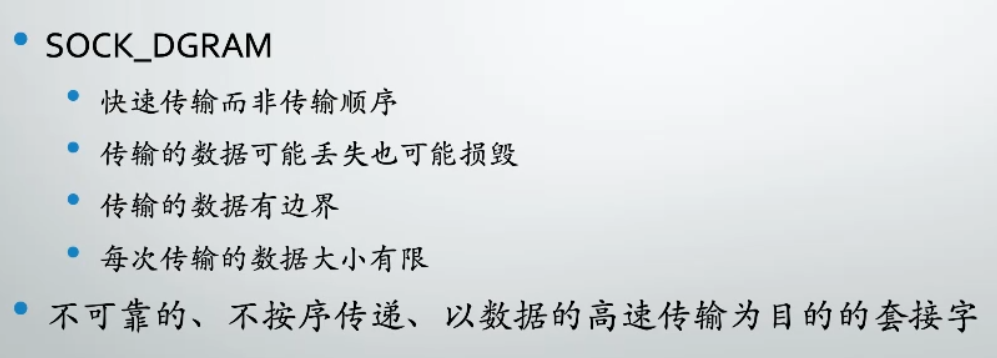 SOCK_DGRAM
快速传输而非传输顺序
传输的数据可能丢失也可能损毁
传输的数据有边界
每次传输的数据大小有限
不可靠的、不按序传递、以数据的高速传输为目的的套接字